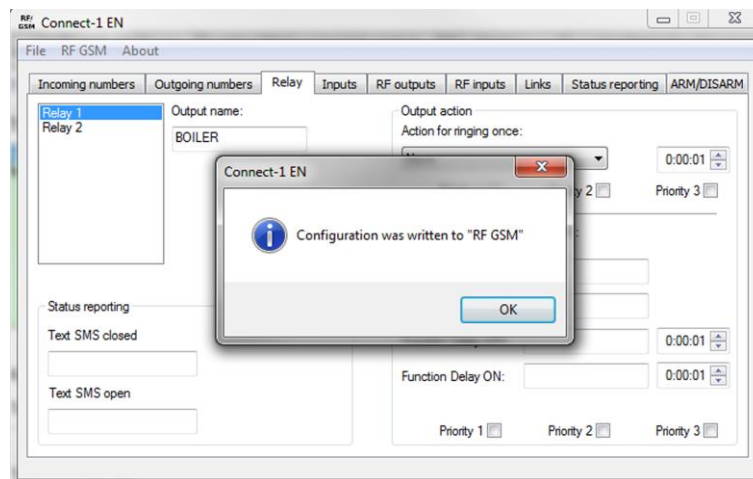 RF/ GSM Connect-1 EN
File RF GSM About
Incoming numbers Outgoing numbers Relay Inputs RF outputs RF inputs Links Status reporting ARM/DISARM
Relay 1
Relay 2
Output name:
BOILER
Output action
Action for ringing once:
0:00:01
Priority 3
Connect-1 EN
Configuration was written to "RF GSM"
OK
Status reporting
Text SMS closed
Text SMS open
0:00:01
Function Delay ON:
0:00:01
Priority 1 Priority 2 Priority 3